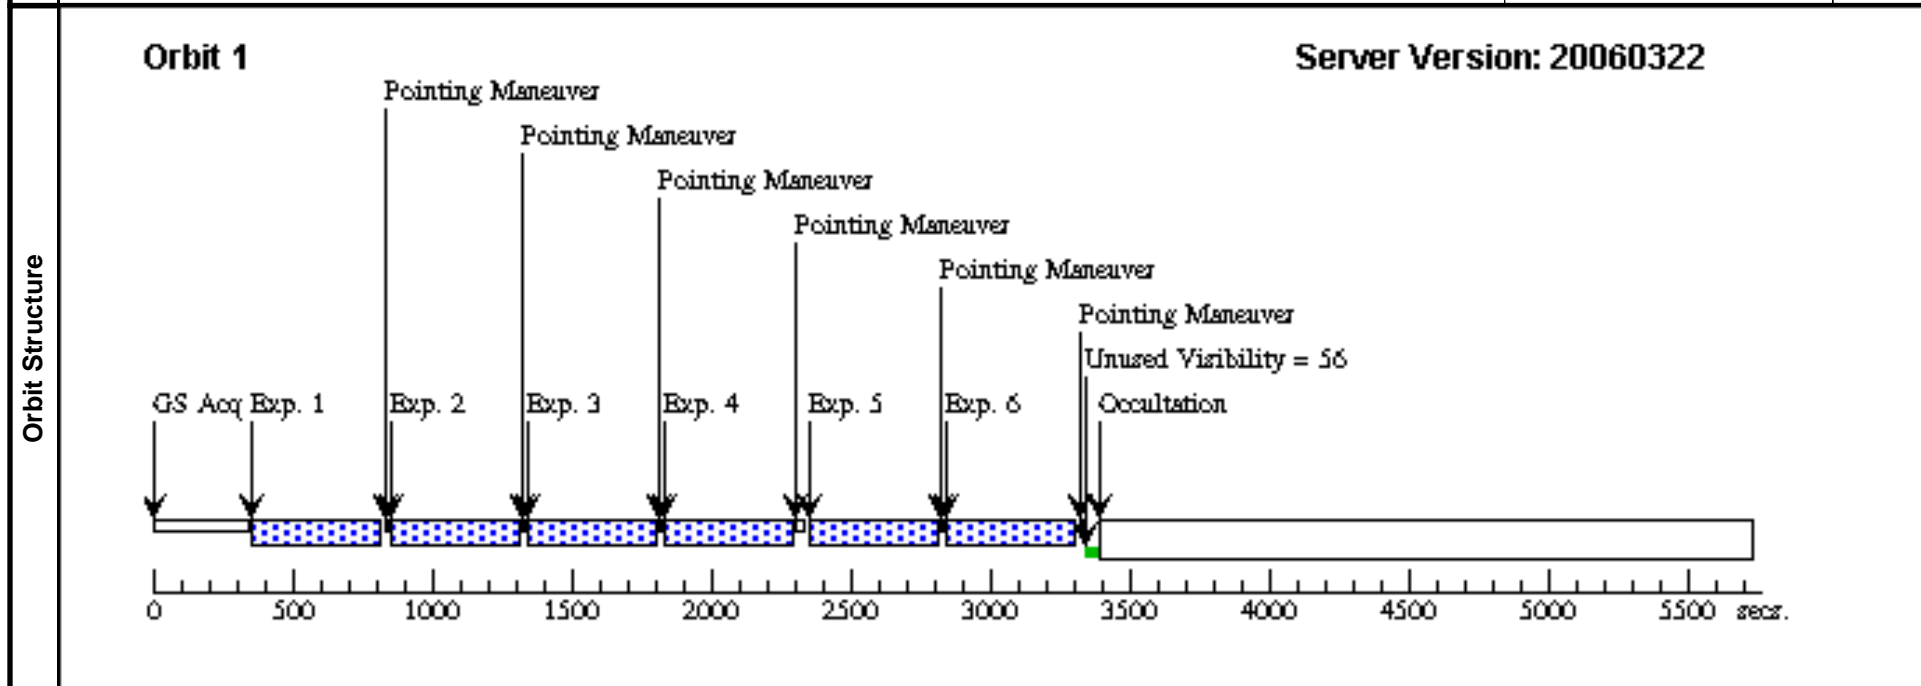 Orbit 1
Server Version: 20060322
Pointing Maneuver
Pointing Maneuver
Pointing Maneuver
Pointing Maneuver
Pointing Maneuver
Pointing Maneuver
Unused Visibility = 56
GS Acq Exp. 1 Exp. 2 Exp. 3 Exp. 4 Exp. 5 Exp. 6 Occultation
0 500 1000 1500 2000 2500 3000 3500 4000 4500 5000 5500 secs.
Orbit Structure